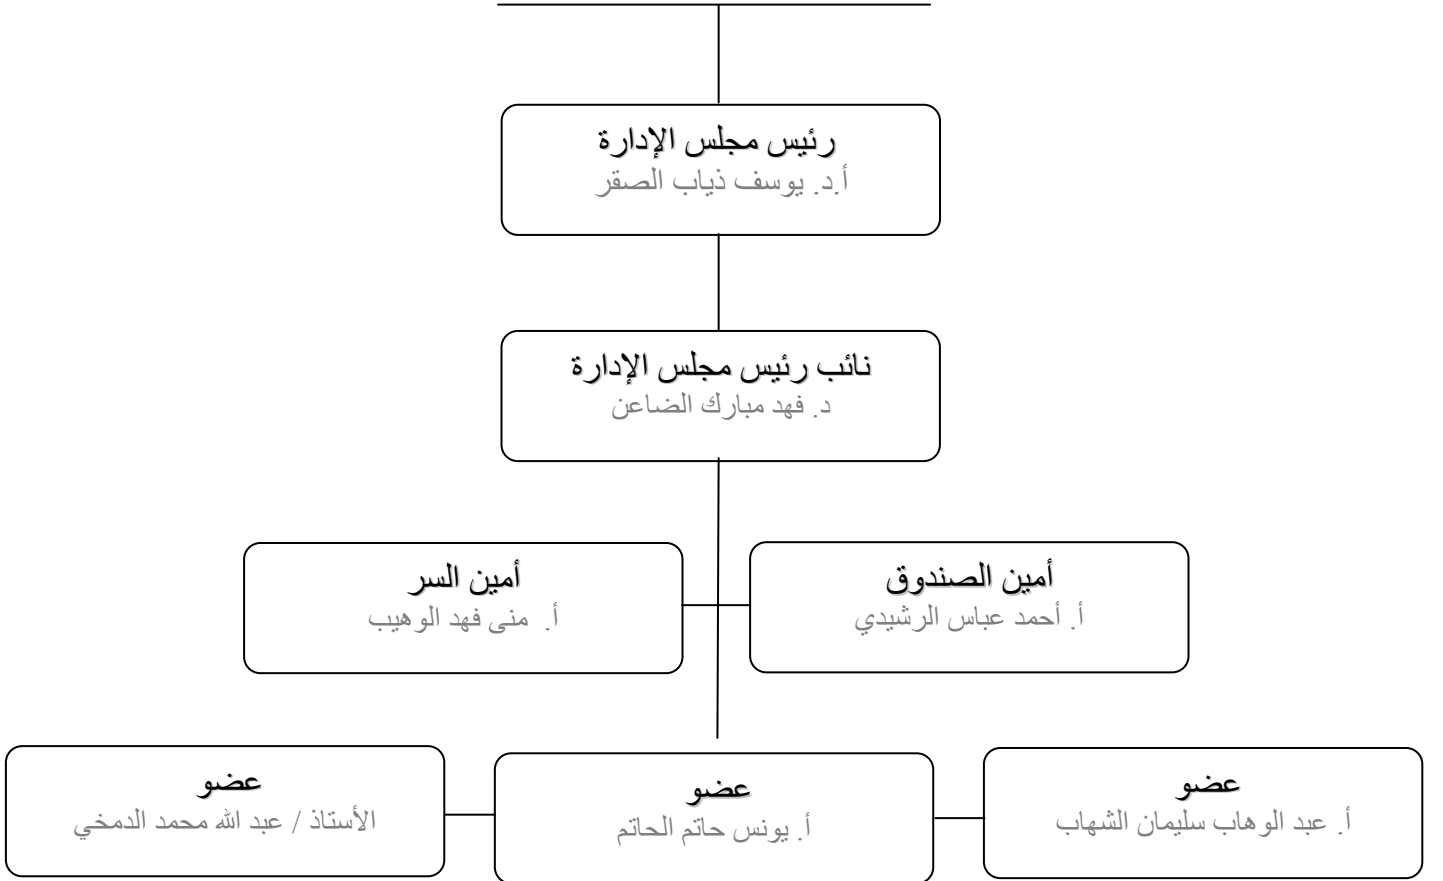 رئيس مجلس الإدارة
أ.د. يوسف ذياب الصقر
نائب رئيس مجلس الإدارة
د. فهد مبارك الضاعن
أمين الصندوق
أ. أحمد عباس الرشيدي
أمين السر
أ. منى فهد الوهيب
عضو
أ. عبد الوهاب سليمان الشهاب
عضو
أ. يونس حاتم الحاتم
عضو
الأستاذ / عبد الله محمد الدمخي